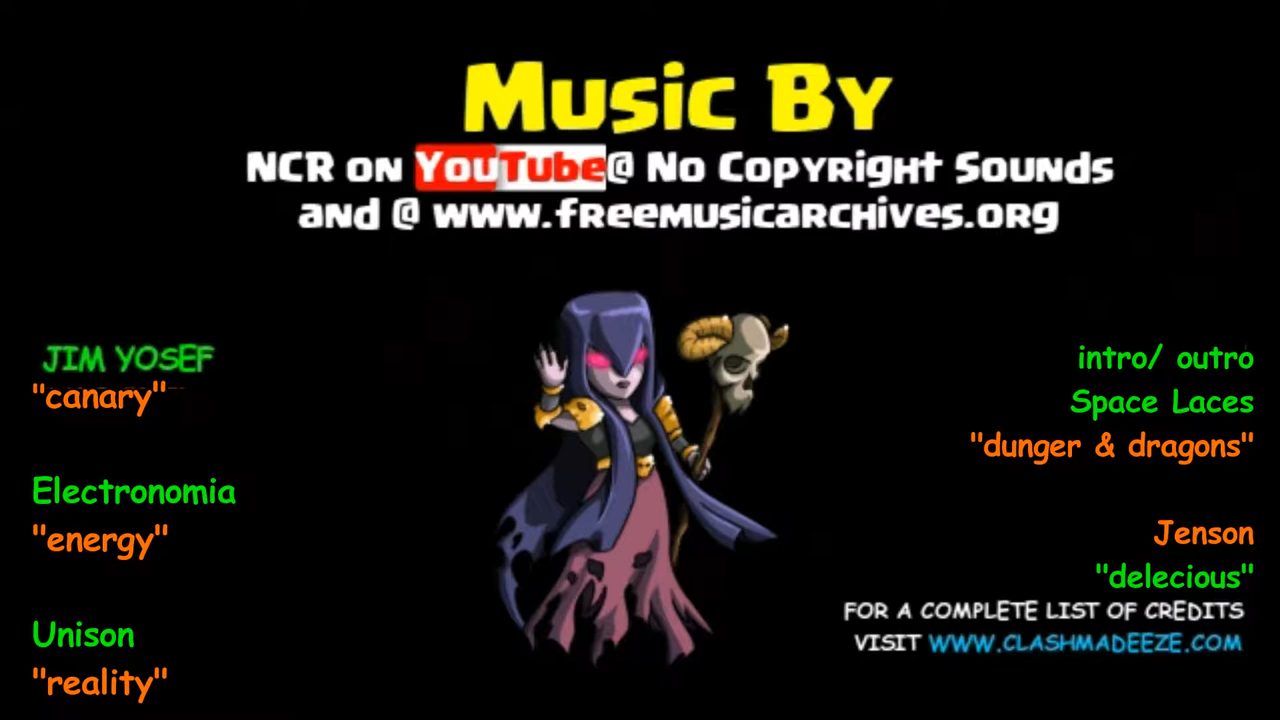 Music By
NCR on YouTube@ No Copyright Sounds
and @ www.freemusicarchives.org
JIM YOSEF
"canary"
Electronomia
"energy"
Unison
"reality"
intro/ outro
Space Laces
"dunger & dragons"
Jenson
"delecious"
FOR A COMPLETE LIST OF CREDITS
VISIT WWW.CLASHMADEEZE.COM